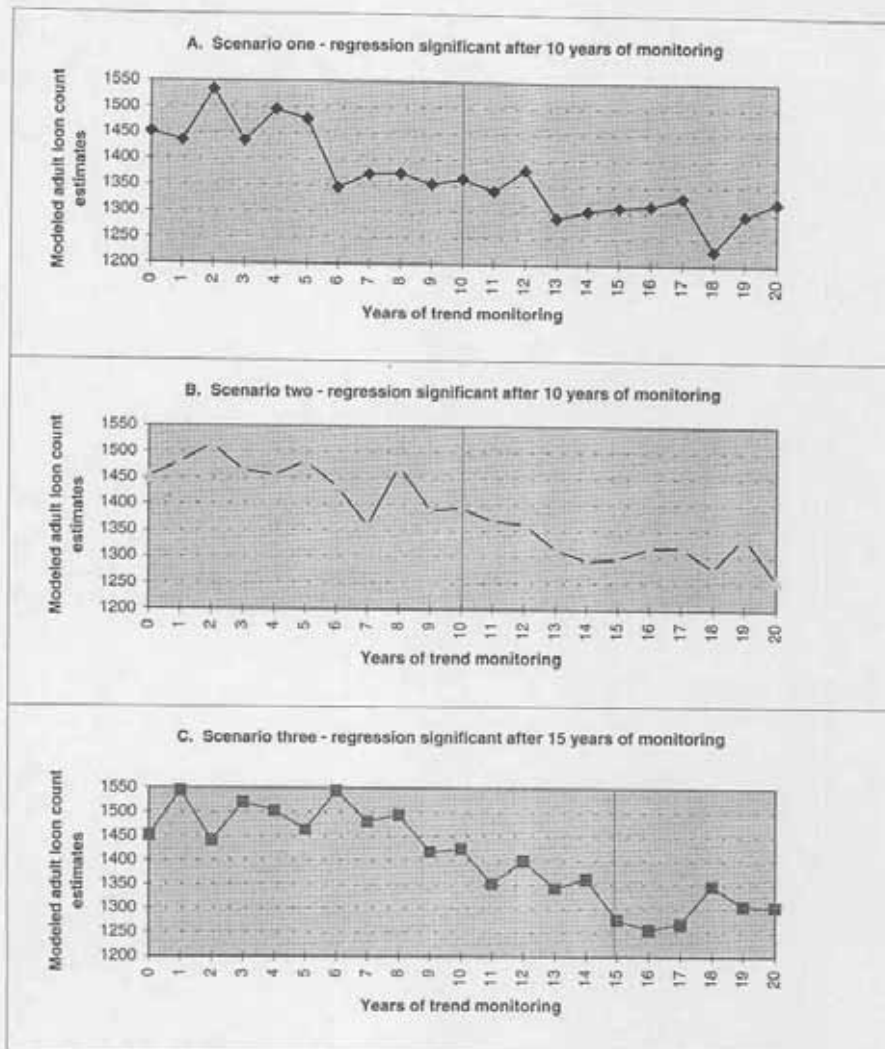 A. Scenario one - regression significant after 10 years of monitoring
Modeled adult loon count
estimates
1550
1500
1450
1400
1350
1300
1250
1200
0 1 2 3 4 5 6 7 8 9 10 11 12 13 14 15 16 17 18 19 20
Years of trend monitoring
B. Scenario two - regression significant after 10 years of monitoring
Modeled adult loon count
estimates
1550
1500
1450
1400
1350
1300
1250
1200
0 1 2 3 4 5 6 7 8 9 10 11 12 13 14 15 16 17 18 19 20
Years of trend monitoring
C. Scenario three - regression significant after 15 years of monitoring
Modeled adult loon count
estimates
1550
1500
1450
1400
1350
1300
1250
1200
0 1 2 3 4 5 6 7 8 9 10 11 12 13 14 15 16 17 18 19 20
Years of trend monitoring